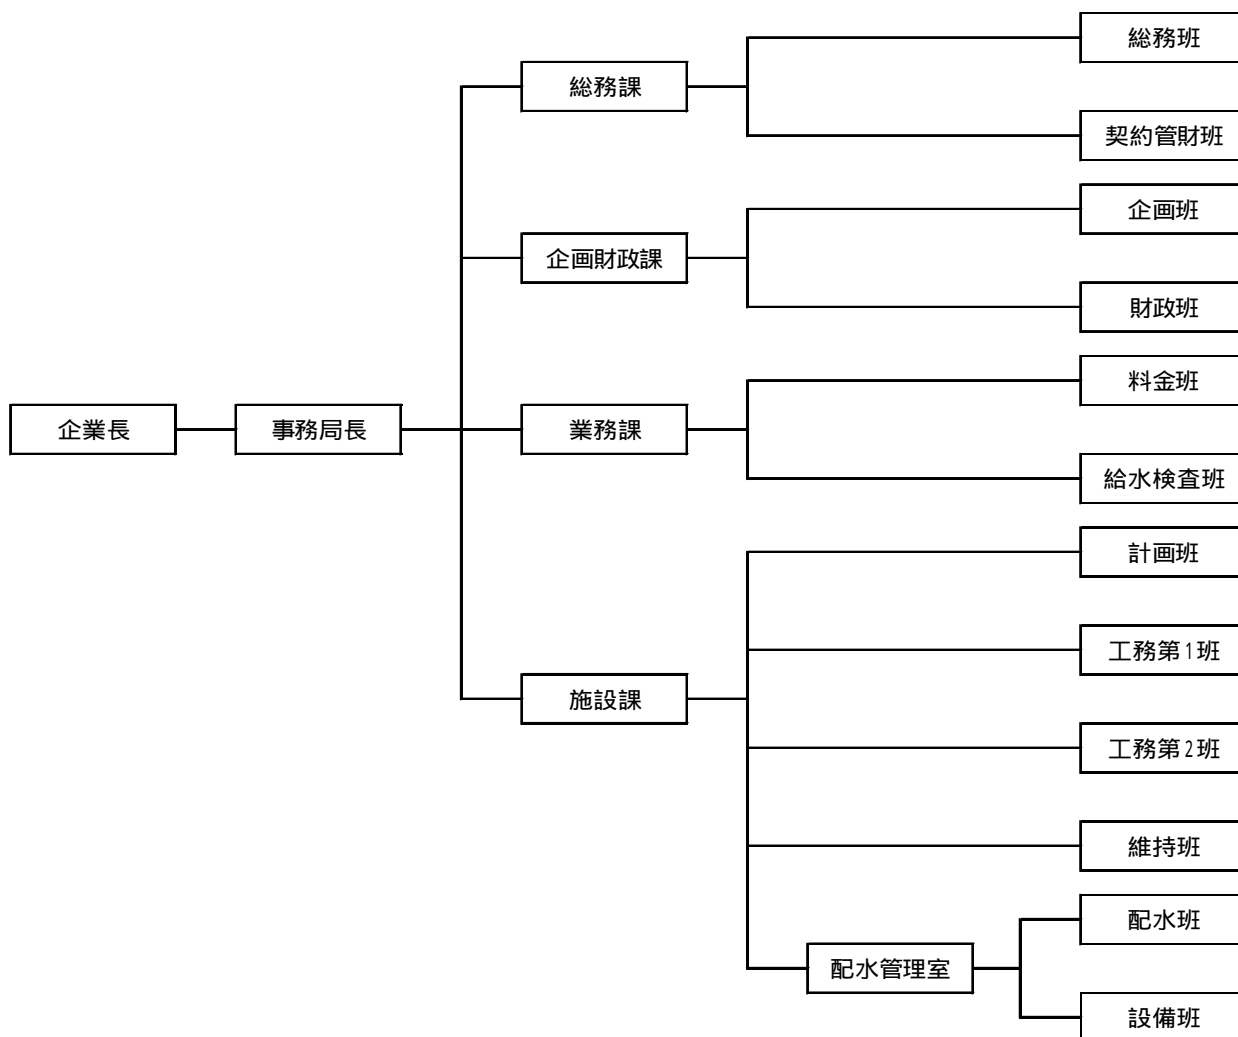 総務班
総務課
契約管財班
企画班
企画財政課
財政班
料金班
企業長
事務局長
業務課
給水検査班
計画班
工務第1班
施設課
工務第2班
維持班
配水班
配水管理室
設備班